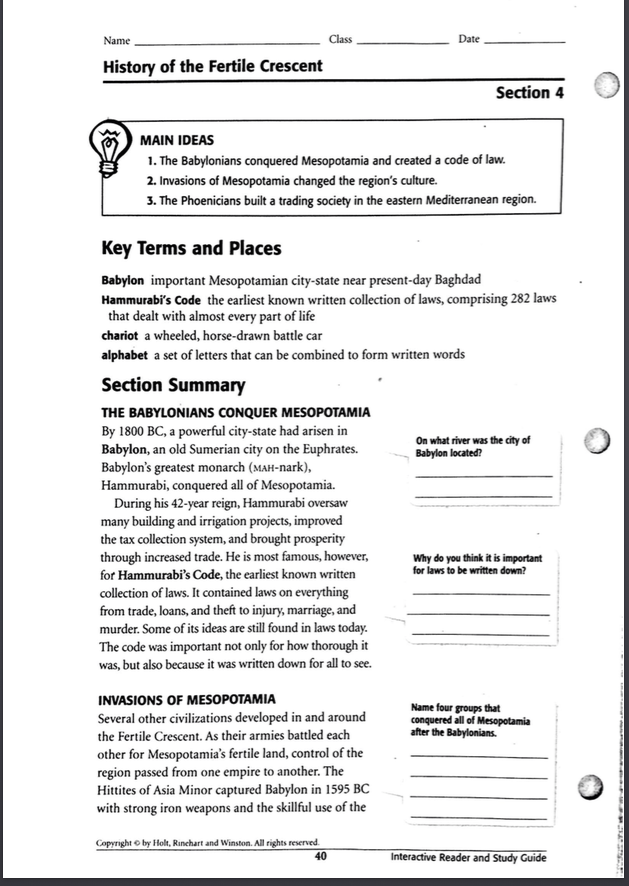 Name Class Date
History of the Fertile Crescent
Section 4
MAIN IDEAS
1. The Babylonians conquered Mesopotamia and created a code of law.
2. Invasions of Mesopotamia changed the region's culture.
3. The Phoenicians built a trading society in the eastern Mediterranean region.
Key Terms and Places
Babylon important Mesopotamian city-state near present-day Baghdad
Hammurabi's Code the earliest known written collection of laws, comprising 282 laws
that dealt with almost every part of life
chariot a wheeled, horse-drawn battle car
alphabet a set of letters that can be combined to form written words
Section Summary
THE BABYLONIANS CONQUER MESOPOTAMIA
By 1800 BC, a powerful city-state had arisen in
Babylon, an old Sumerian city on the Euphrates.
Babylon's greatest monarch (MAH-nark),
Hammurabi, conquered all of Mesopotamia.
During his 42-year reign, Hammurabi oversaw
many building and irrigation projects, improved
the tax collection system, and brought prosperity
through increased trade. He is most famous, however,
for Hammurabi's Code, the earliest known written
collection of laws. It contained laws on everything
from trade, loans, and theft to injury, marriage, and
murder. Some of its ideas are still found in laws today.
The code was important not only for how thorough it
was, but also because it was written down for all to see.
On what river was the city of
Babylon located?
Why do you think it is important
for laws to be written down?
INVASIONS OF MESOPOTAMIA
Several other civilizations developed in and around
the Fertile Crescent. As their armies battled each
other for Mesopotamia's fertile land, control of the
region passed from one empire to another. The
Hittites of Asia Minor captured Babylon in 1595 BC
with strong iron weapons and the skillful use of the
Name four groups that
conquered all of Mesopotamia
after the Babylonians.
Copyright © by Holt, Rinehart and Winston. All rights reserved.
40 Interactive Reader and Study Guide